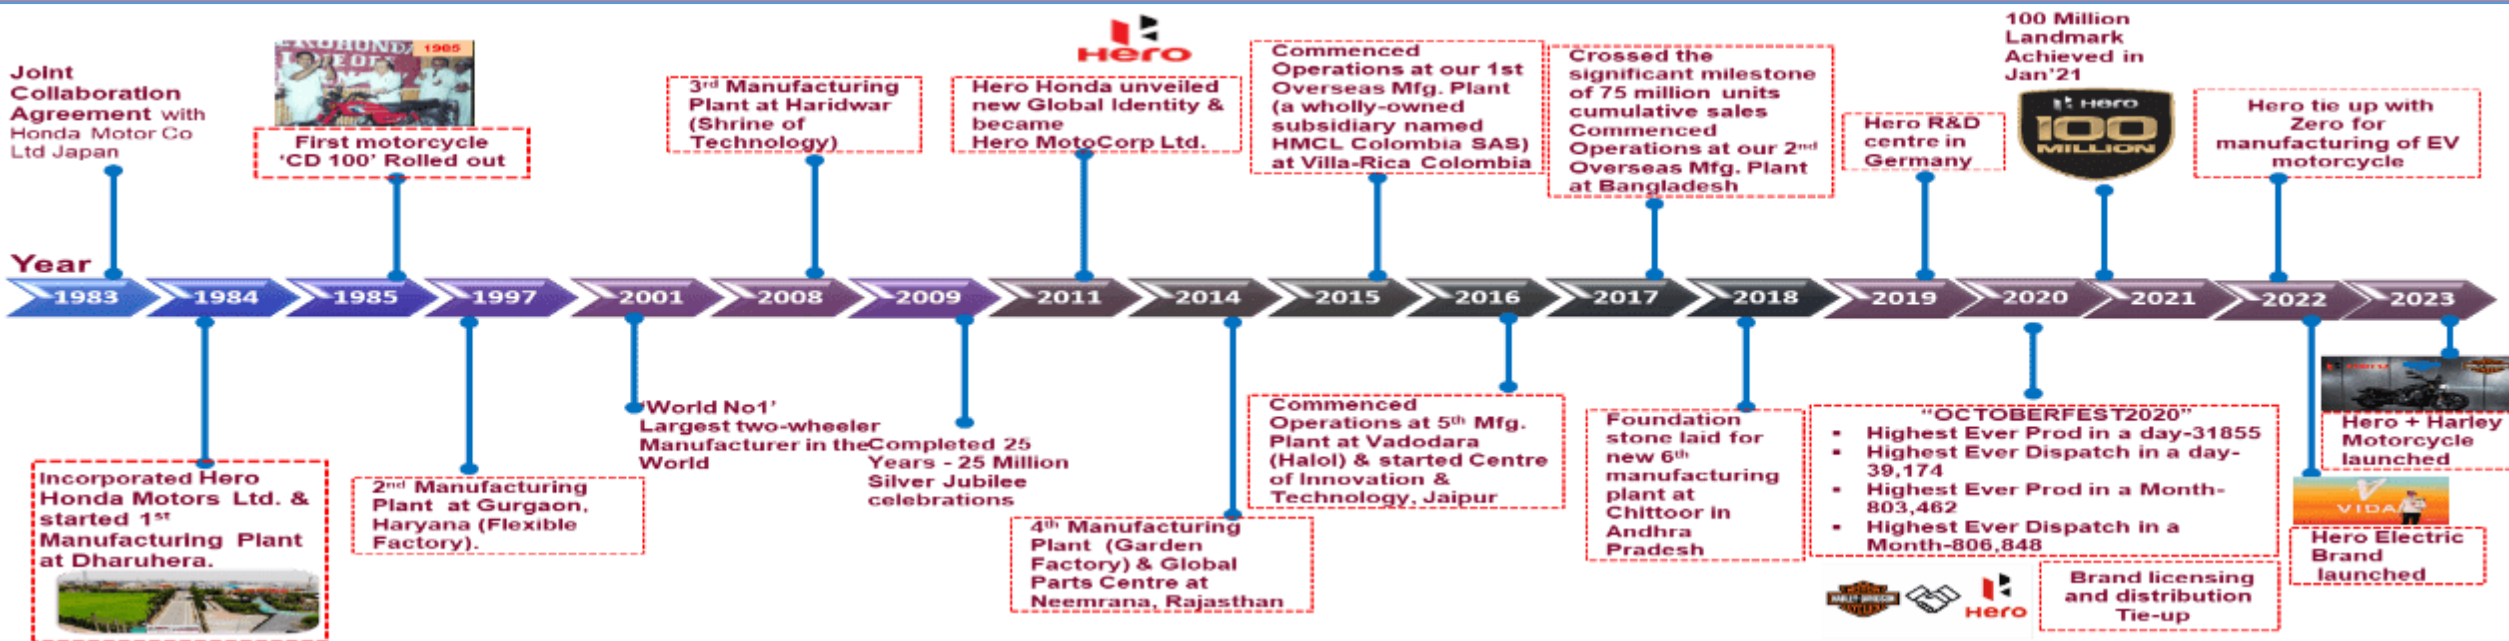 Joint
Collaboration
Agreement with
Honda Motor Co
Ltd Japan
1985
First motorcycle
‘CD 100’ Rolled out
3rd Manufacturing
Plant at Haridwar
(Shrine of
Technology)
Hero
Hero Honda unveiled
new Global Identity &
became
Hero MotoCorp Ltd.
Commenced
Operations at our 1st
Overseas Mfg. Plant
(a wholly-owned
subsidiary named
HMCL Colombia SAS)
at Villa-Rica Colombia
Crossed the
significant milestone
of 75 million units
cumulative sales
Commenced
Operations at our 2nd
Overseas Mfg. Plant
at Bangladesh
Hero R&D
centre in
Germany
100 Million
Landmark
Achieved in
Jan’21
Hero
100
MILLION
Hero tie up with
Zero for
manufacturing of EV
motorcycle
Year
1983
1984
1985
1997
2001
2008
2009
2011
2014
2015
2016
2017
2018
2019
2020
2021
2022
2023
Incorporated Hero
Honda Motors Ltd. &
started 1st
Manufacturing Plant
at Dharuhera.
2nd Manufacturing
Plant at Gurgaon,
Haryana (Flexible
Factory).
‘World No1’
Largest two-wheeler
Manufacturer in the
World
Completed 25
Years - 25 Million
Silver Jubilee
celebrations
4th Manufacturing
Plant (Garden
Factory) & Global
Parts Centre at
Neemrana, Rajasthan
Commenced
Operations at 5th Mfg.
Plant at Vadodara
(Halol) & started Centre
of Innovation &
Technology, Jaipur
Foundation
stone laid for
new 6th
manufacturing
plant at
Chittoor in
Andhra
Pradesh
“OCTOBERFEST2020”
▪ Highest Ever Prod in a day-31855
▪ Highest Ever Dispatch in a day-
39,174
▪ Highest Ever Prod in a Month-
803,462
▪ Highest Ever Dispatch in a
Month-806,848
HARLEY-DAVIDSON
Hero
Brand licensing
and distribution
Tie-up
VIDA
Hero Electric
Brand
launched
Hero + Harley
Motorcycle
launched